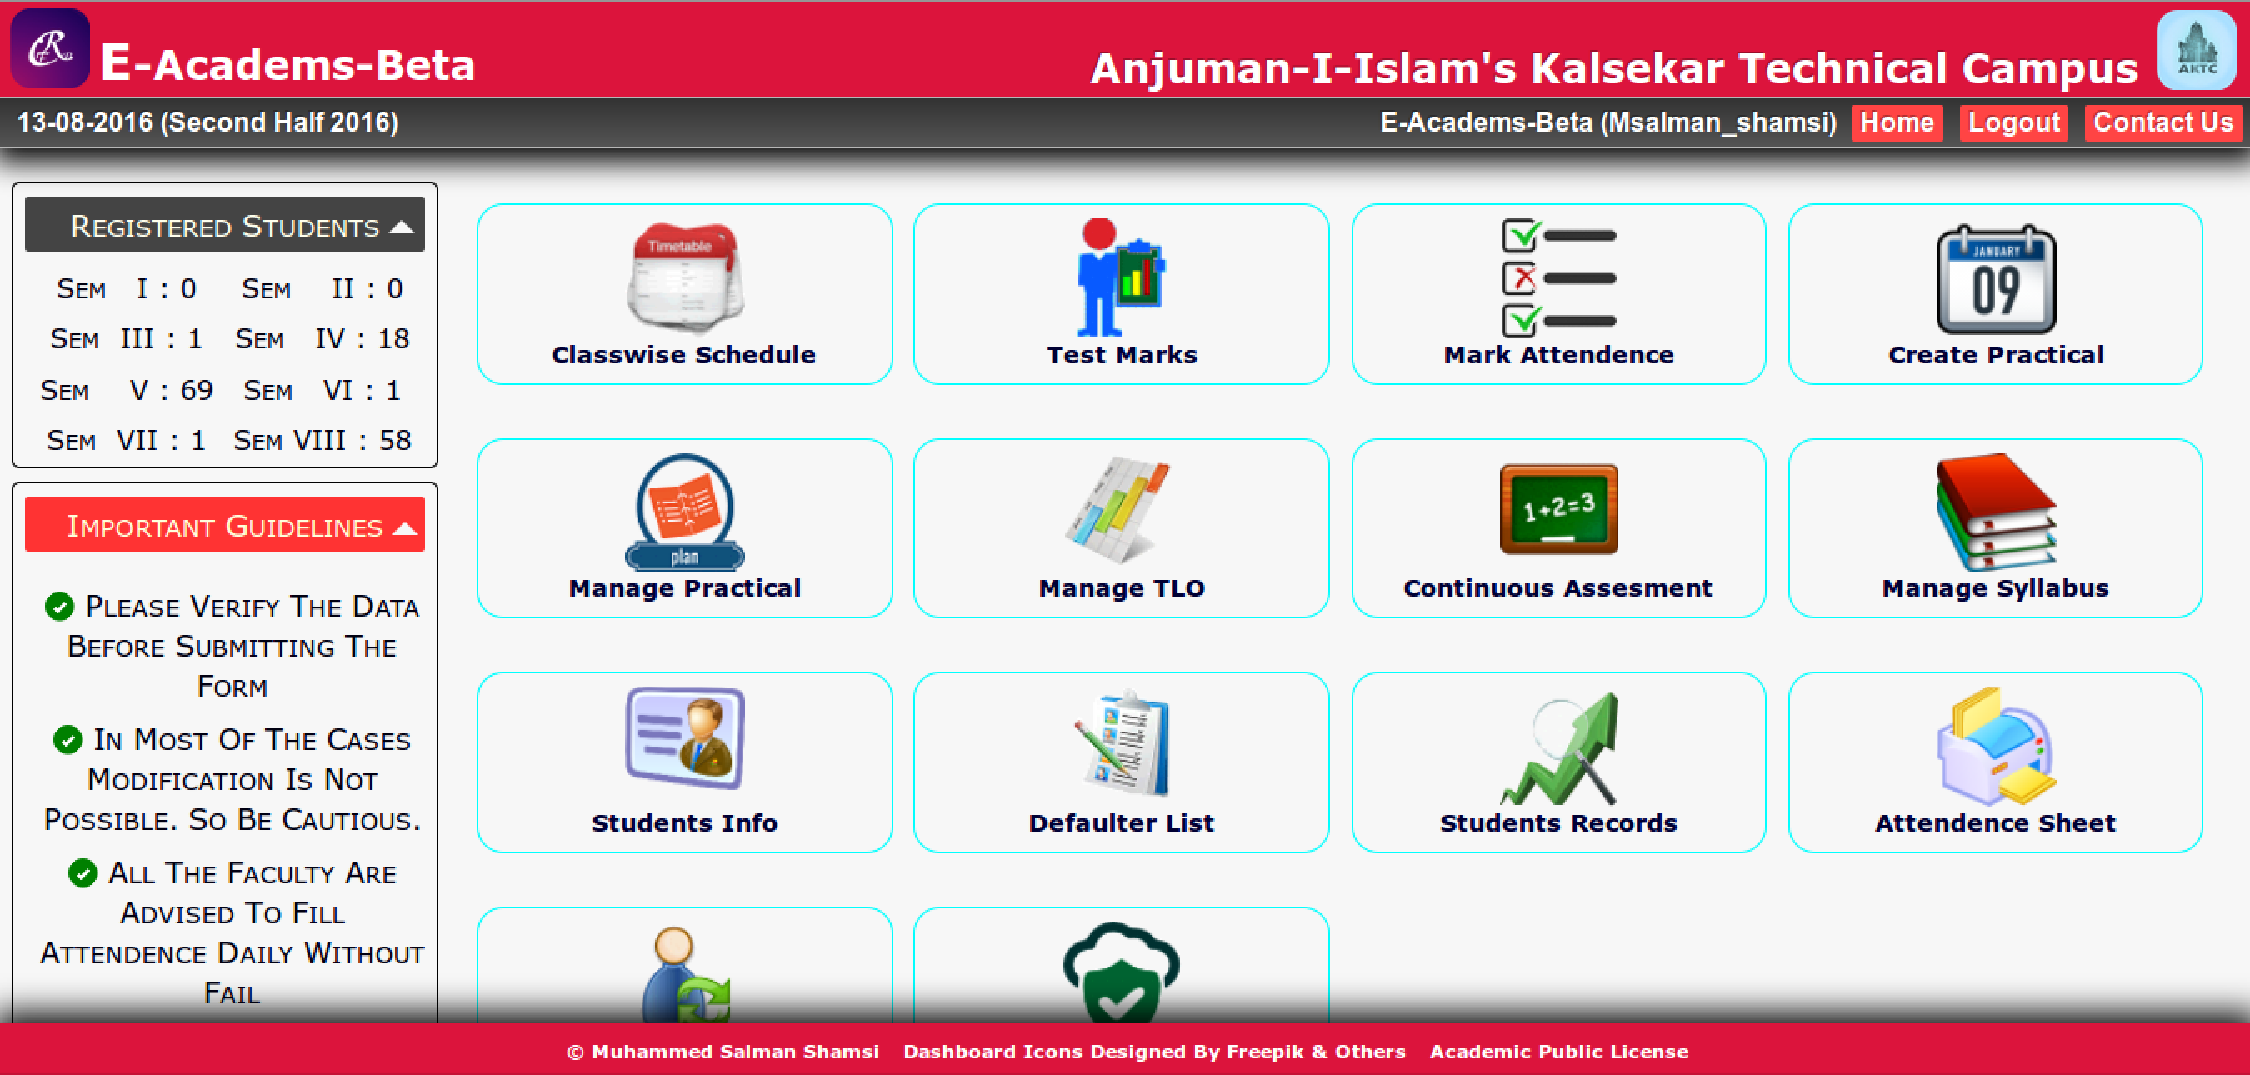 E-Academs-Beta
Anjuman-I-Islam's Kalsekar Technical Campus
AKTC
13-08-2016 (Second Half 2016)
E-Academs-Beta (Msalman_shamsi) Home Logout Contact Us
Registered Students
Sem I : 0 Sem II : 0
Sem III : 1 Sem IV : 18
Sem V : 69 Sem VI : 1
Sem VII : 1 Sem VIII : 58
Important Guidelines
Please Verify The Data
Before Submitting The
Form
In Most Of The Cases
Modification Is Not
Possible. So Be Cautious.
All The Faculty Are
Advised To Fill
Attendence Daily Without
Fail
Timetable
Classwise Schedule
Test Marks
Mark Attendence
JANUARY
09
Create Practical
plan
Manage Practical
Manage TLO
1+2=3
Continuous Assesment
Manage Syllabus
Students Info
Defaulter List
Students Records
Attendence Sheet
© Muhammed Salman Shamsi Dashboard Icons Designed By Freepik & Others Academic Public License